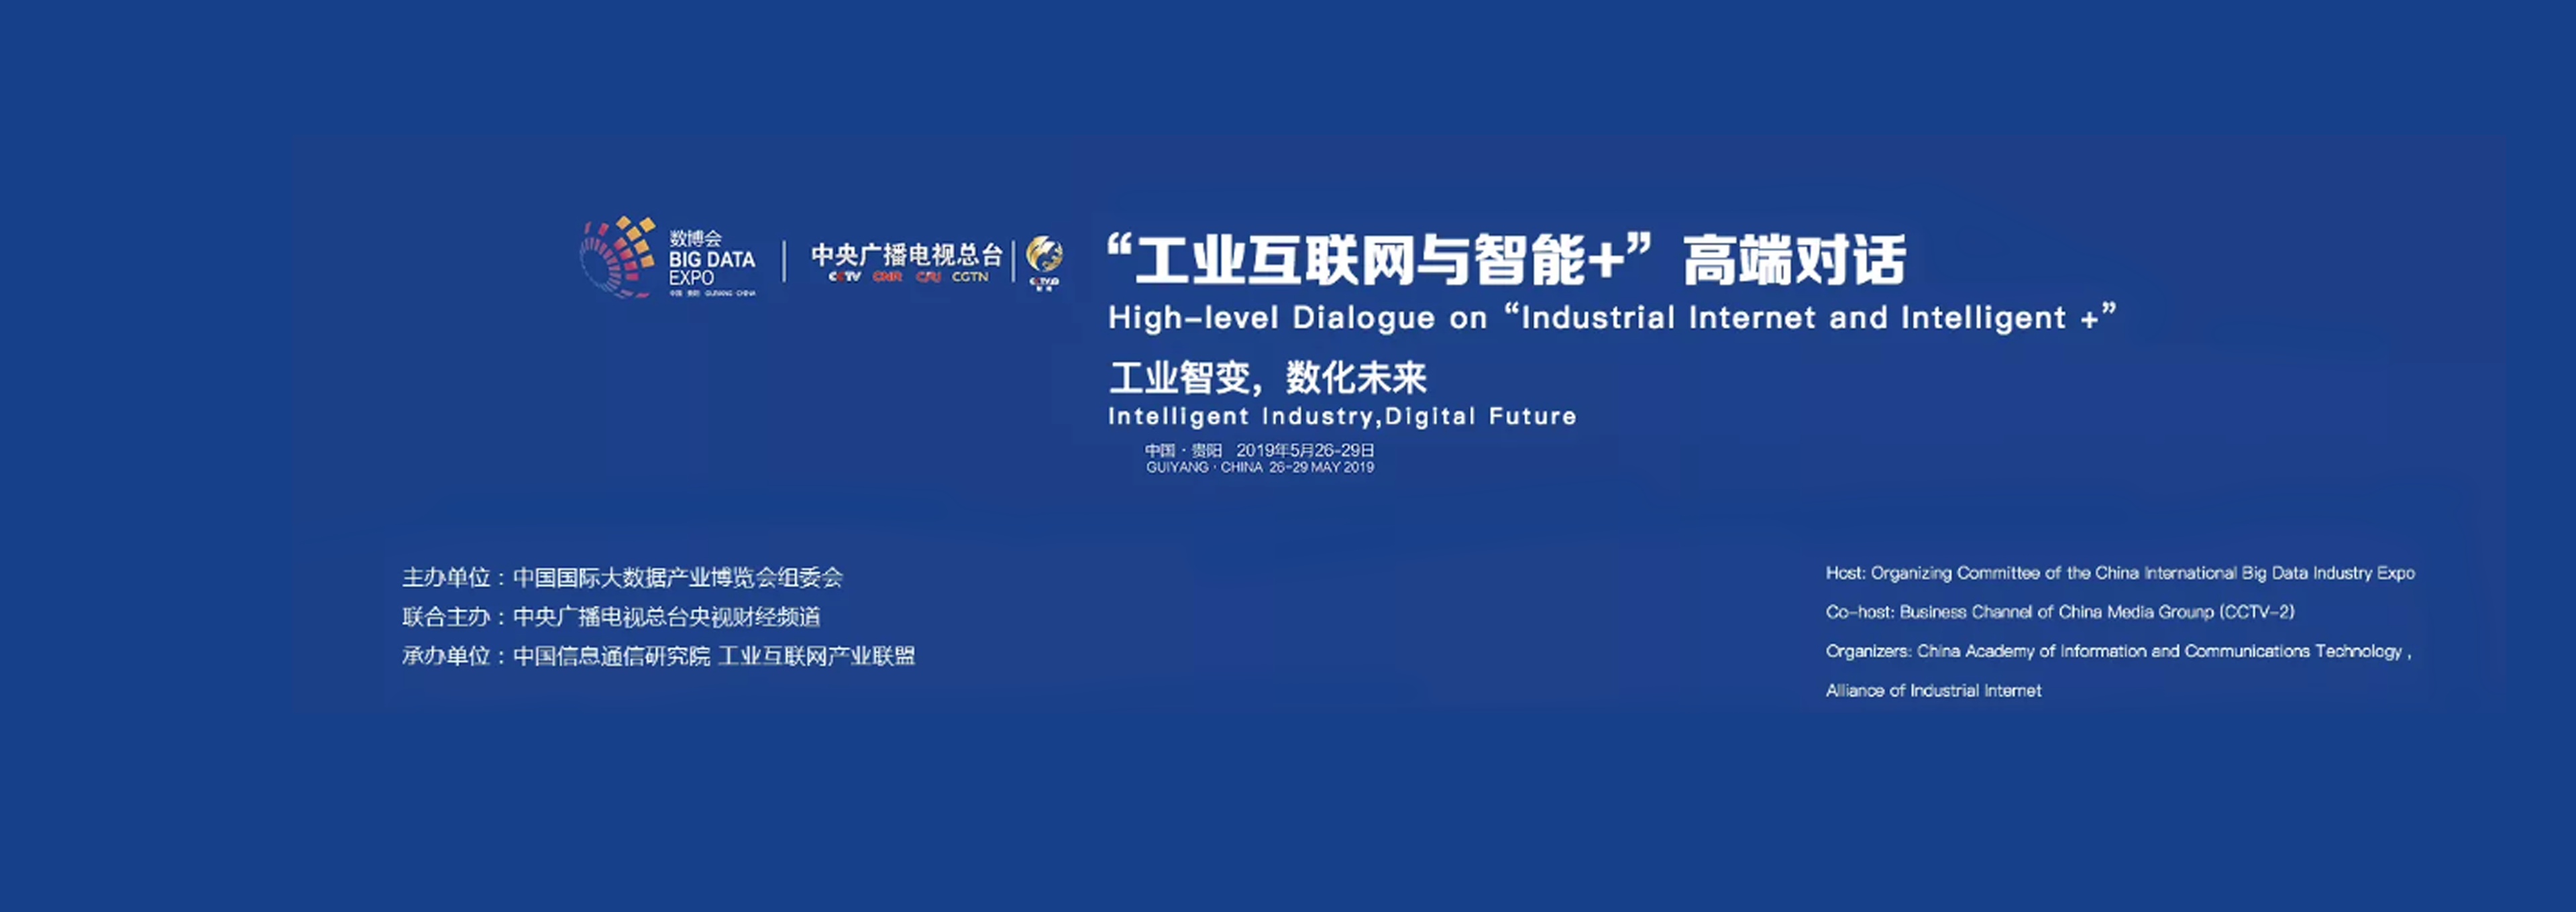 数博会
BIG DATA
EXPO
中国·贵阳 GUIYANG·CHINA
中央广播电视总台
CCTV CNR CRI CGTN
“工业互联网与智能+” 高端对话
High-level Dialogue on “Industrial Internet and Intelligent +”
工业智变，数化未来
Intelligent Industry,Digital Future
中国·贵阳 2019年5月26-29日
GUIYANG·CHINA 26-29 MAY 2019
主办单位：中国国际大数据产业博览会组委会
联合主办：中央广播电视总台央视财经频道
承办单位：中国信息通信研究院 工业互联网产业联盟
Host: Organizing Committee of the China International Big Data Industry Expo
Co-host: Business Channel of China Media Grounp (CCTV-2)
Organizers: China Academy of Information and Communications Technology ,
Alliance of Industrial Internet